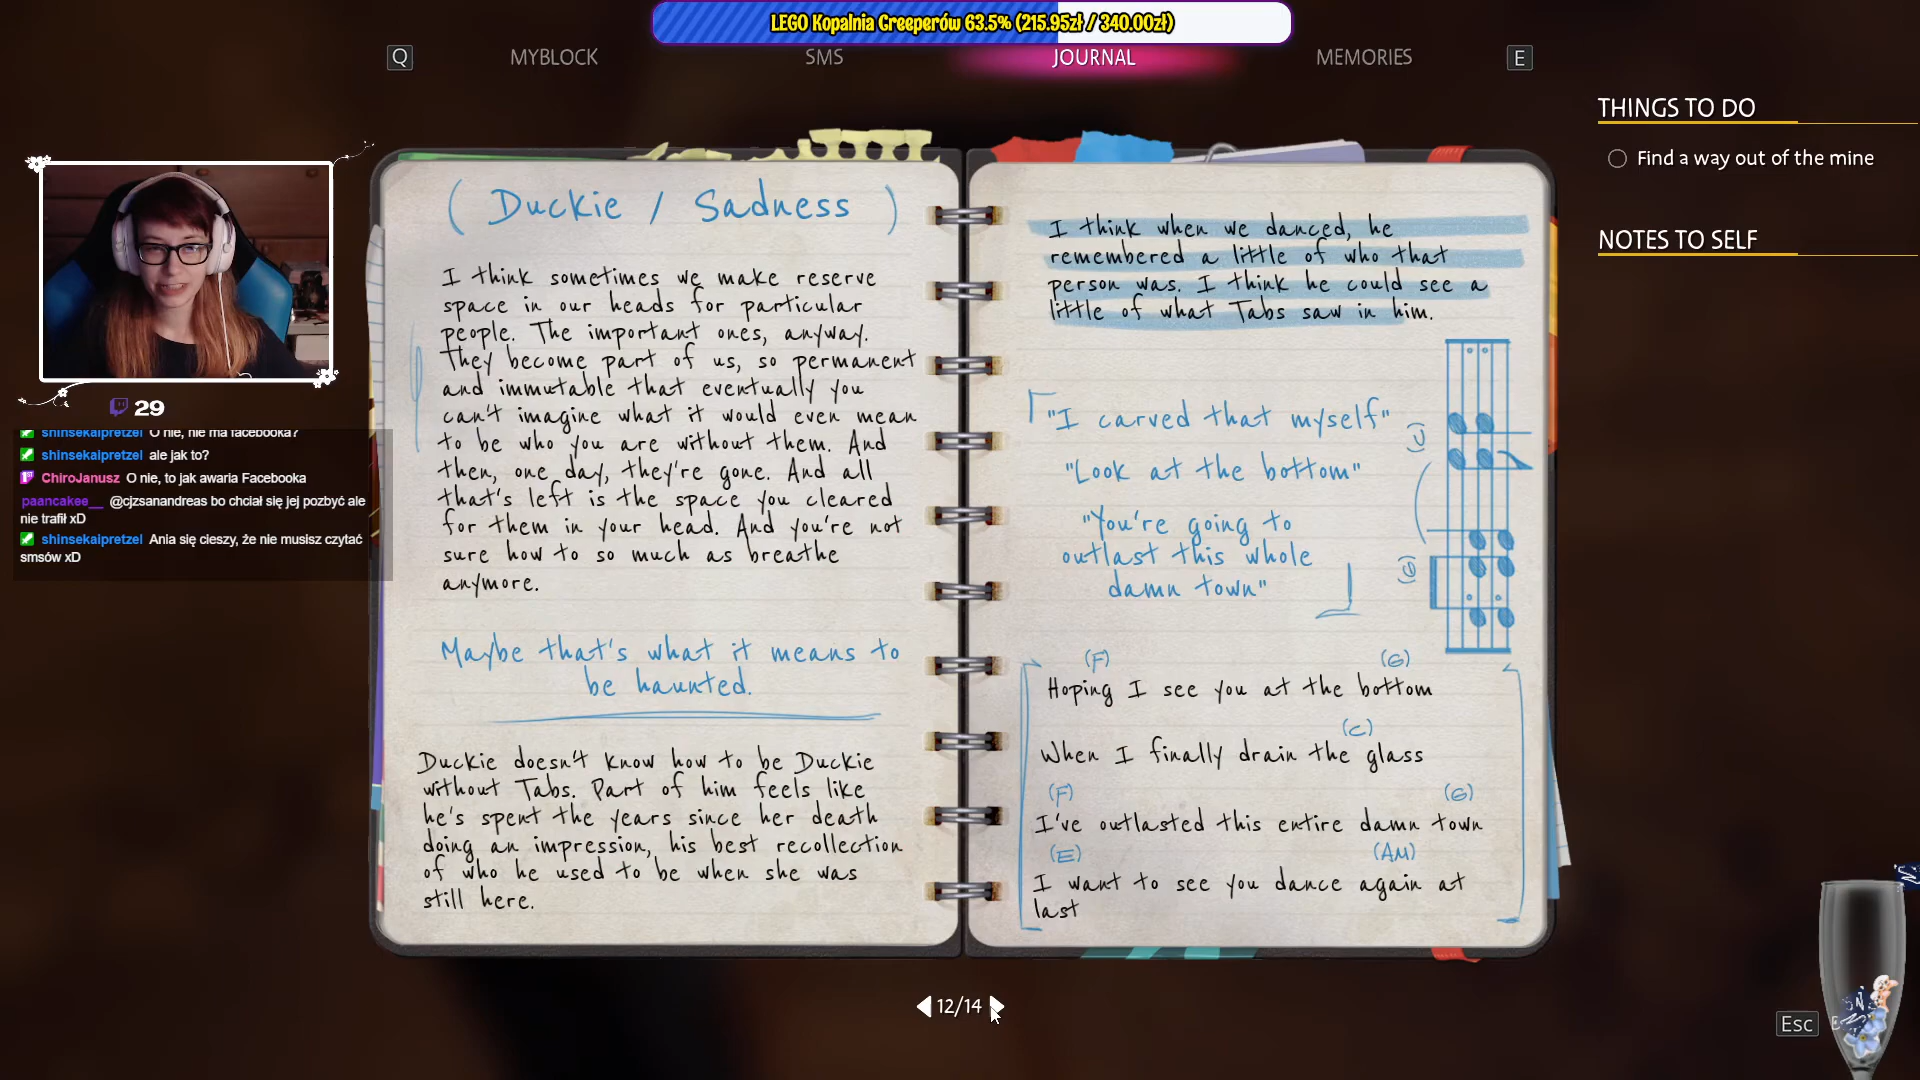 LEGO Kopalnia Creeperów 63.5% (215.95zł / 340.00zł)
Q
MYBLOCK
SMS
JOURNAL
MEMORIES
E
THINGS TO DO
Find a way out of the mine
NOTES TO SELF
29
shinsekaipretzel O nie, nie ma facebooka?
shinsekaipretzel ale jak to?
ChiroJanusz O nie, to jak awaria Facebooka
paancakee__ @cjzsanandreas bo chciał się jej pozbyć ale
nie trafił xD
shinsekaipretzel Ania się cieszy, że nie musisz czytać
smsów xD
( Duckie / Sadness )
I think sometimes we make reserve
space in our heads for particular
people. The important ones, anyway.
They become part of us, so permanent
and immutable that eventually you
can't imagine what it would even mean
to be who you are without them. And
then, one day, they're gone. And all
that's left is the space you cleared
for them in your head. And you're not
sure how to so much as breathe
anymore.
Maybe that's what it means to
be haunted.
Duckie doesn't know how to be Duckie
without Tabs. Part of him feels like
he's spent the years since her death
doing an impression, his best recollection
of who he used to be when she was
still here.
I think when we danced, he
remembered a little of who that
person was. I think he could see a
little of what Tabs saw in him.
"I carved that myself"
"Look at the bottom"
"You're going to
outlast this whole
damn town"
(C)
(G)
(F) (G)
Hoping I see you at the bottom
(C)
When I finally drain the glass
(F) (G)
I've outlasted this entire damn town
(E) (AM)
I want to see you dance again at
last
12/14
Esc